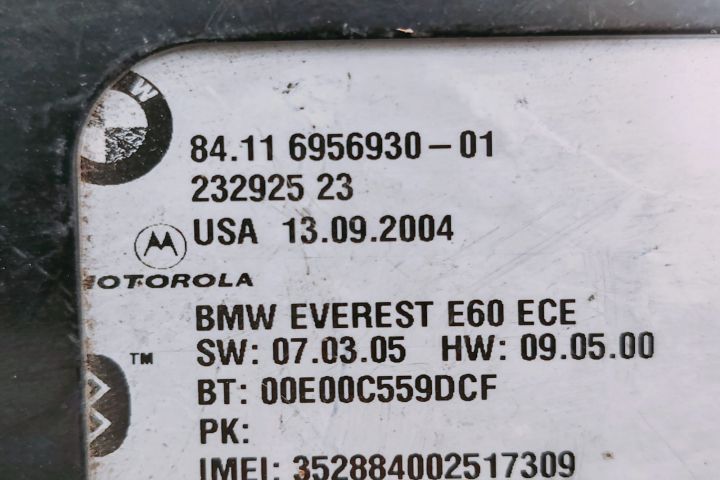 W
84.11 6956930-01
232925 23
USA 13.09.2004
MOTOROLA
BMW EVEREST E60 ECE
TM
SW: 07.03.05 HW: 09.05.00
BT: 00E00C559DCF
PK:
IMEI: 352884002517309